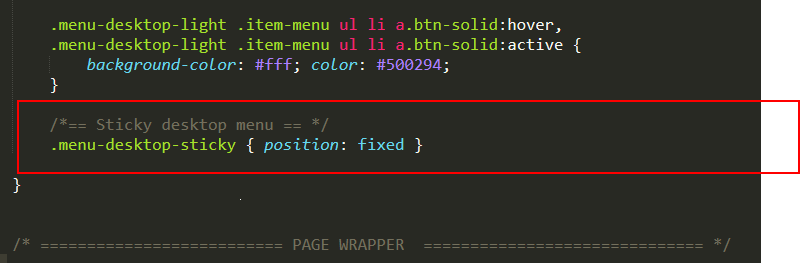 .menu-desktop-light .item-menu ul li a.btn-solid:hover,
.menu-desktop-light .item-menu ul li a.btn-solid:active {
background-color: #fff; color: #500294;
}
/*== Sticky desktop menu == */
.menu-desktop-sticky { position: fixed }
}
/* ========================== PAGE WRAPPER ============================== */